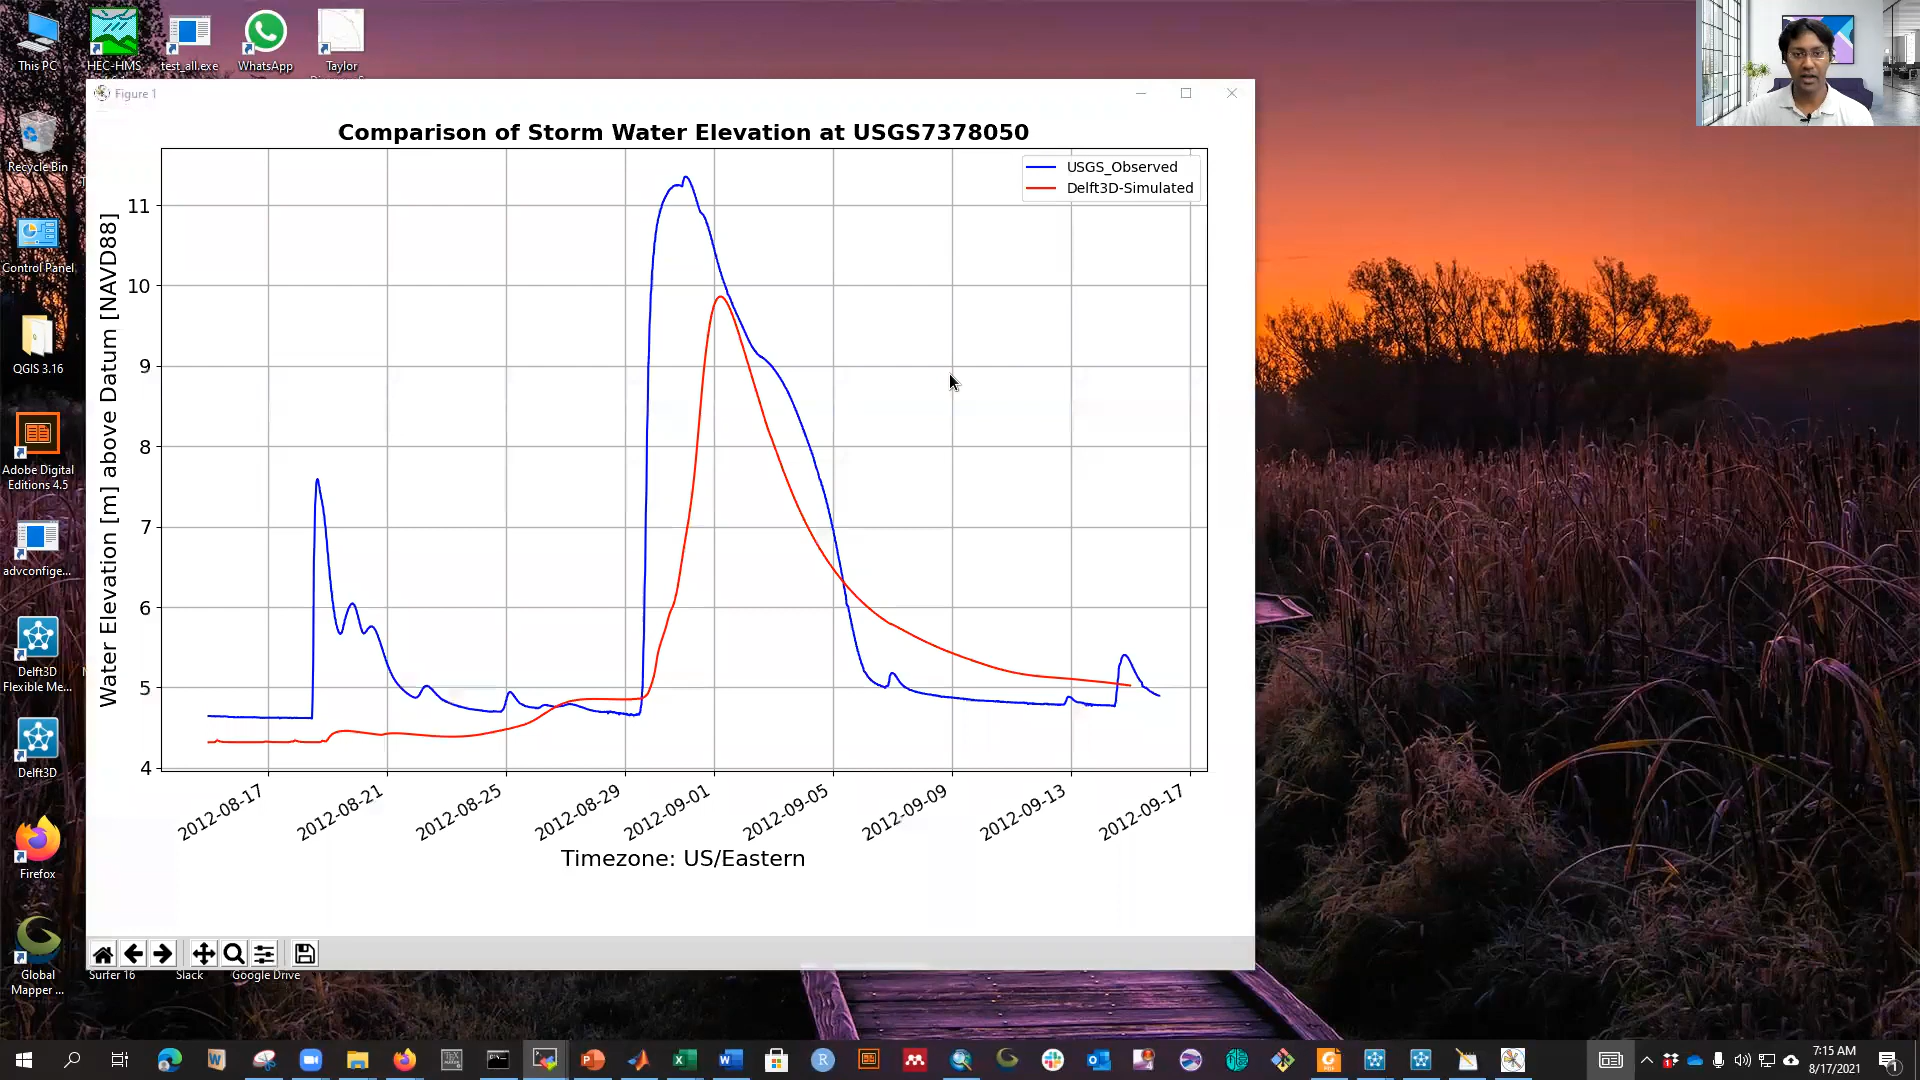 This PC
HEC-HMS
test_all.exe
WhatsApp
Taylor
Recycle Bin
Control Panel
QGIS 3.16
Adobe Digital
Editions 4.5
advconfige...
Delft3D
Flexible Me...
Delft3D
Firefox
Global
Mapper ...
Figure 1
Comparison of Storm Water Elevation at USGS7378050
USGS_Observed
Delft3D-Simulated
Water Elevation [m] above Datum [NAVD88]
11
10
9
8
7
6
5
4
2012-08-17
2012-08-21
2012-08-25
2012-08-29
2012-09-01
2012-09-05
2012-09-09
2012-09-13
2012-09-17
Timezone: US/Eastern
Surfer 16
Slack
Google Drive
7:15 AM
8/17/2021